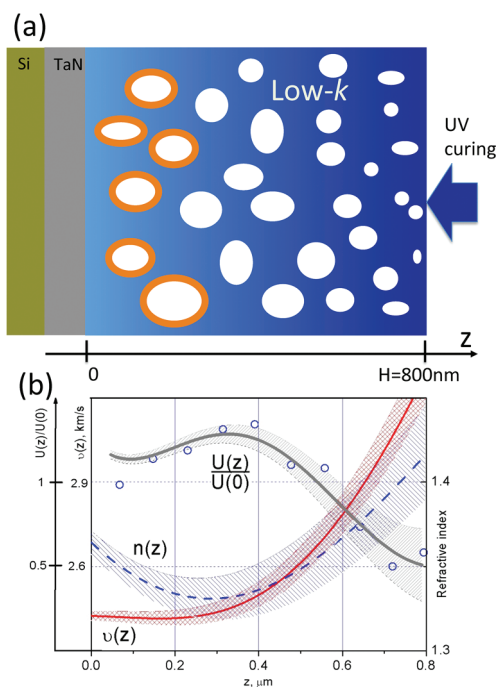 (a)
Si
TaN
Low-k
UV
curing
z
0
H=800nm
(b)
U(z)/U(0)
υ(z), km/s
U(z)
U(0)
1
2.9
1.4
n(z)
Refractive index
0.5
2.6
υ(z)
1.3
0.0
0.2
0.4
0.6
0.8
z, μm